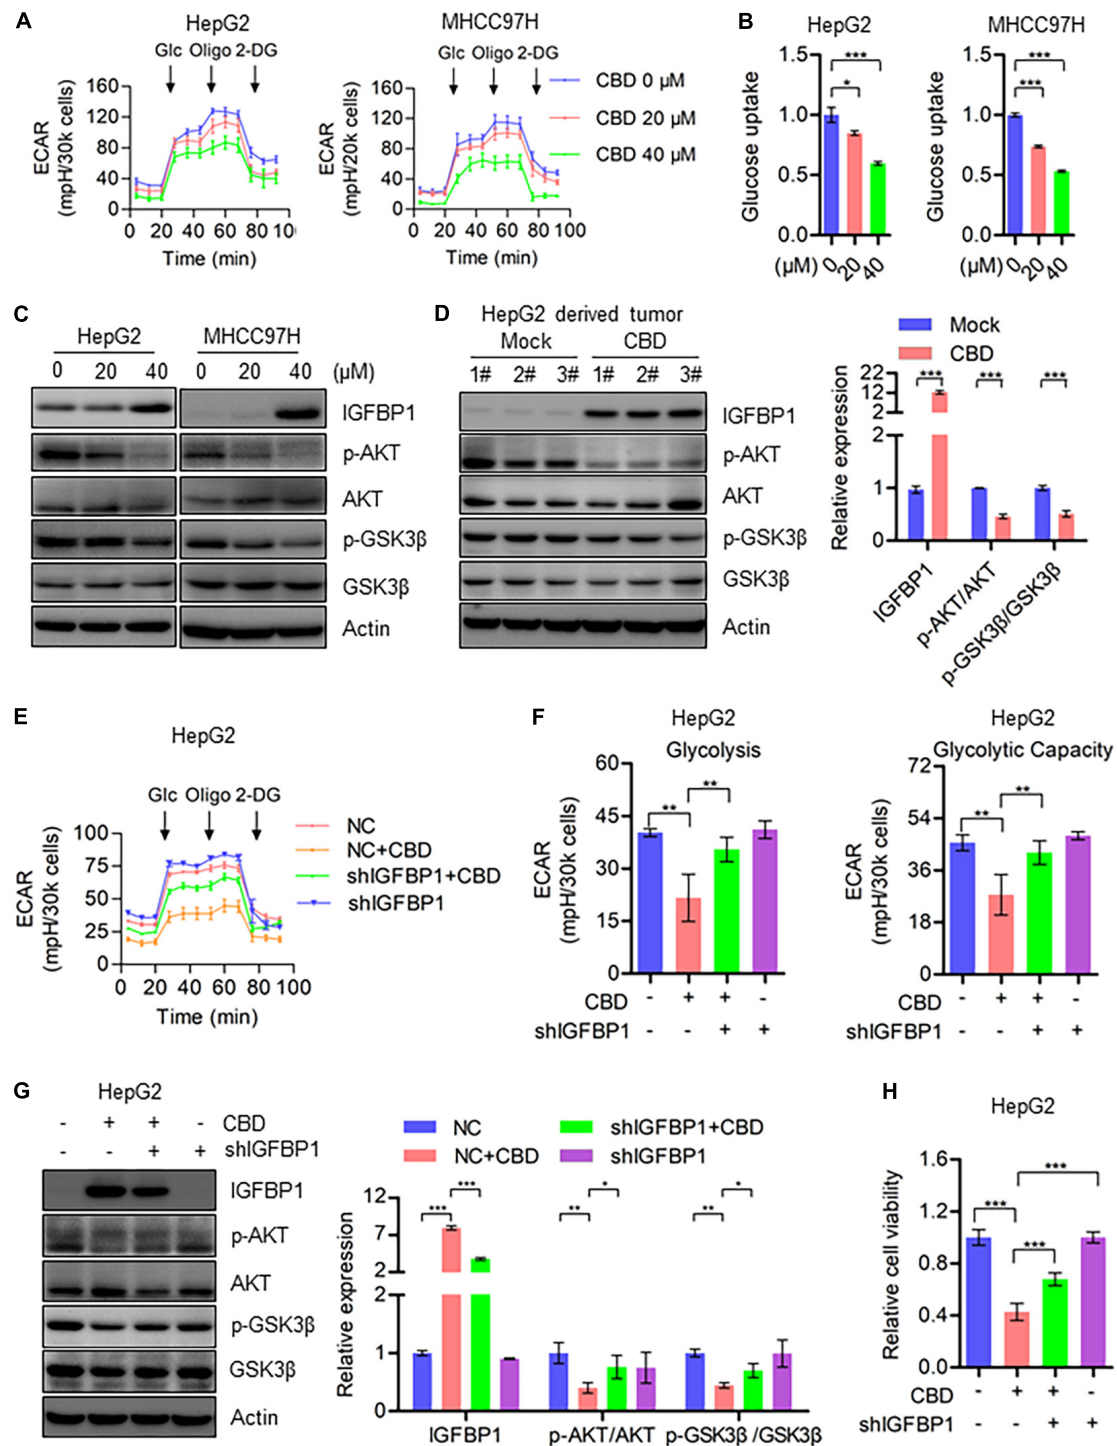 A
HepG2
Glc Oligo 2-DG
160
120
80
40
0
ECAR
(mpH/30k cells)
0 20 40 60 80 100
Time (min)
MHCC97H
Glc Oligo 2-DG
160
120
80
40
0
ECAR
(mpH/20k cells)
0 20 40 60 80 100
Time (min)
CBD 0 µM
CBD 20 µM
CBD 40 µM
B
HepG2
1.5
1.0
0.5
0.0
Glucose uptake
***
*
(µM) 0 20 40
MHCC97H
1.5
1.0
0.5
0.0
Glucose uptake
***
***
(µM) 0 20 40
C
HepG2 MHCC97H
0 20 40 0 20 40 (µM)
IGFBP1
p-AKT
AKT
p-GSK3β
GSK3β
Actin
D
HepG2 derived tumor
Mock CBD
1# 2# 3# 1# 2# 3#
IGFBP1
p-AKT
AKT
p-GSK3β
GSK3β
Actin
Mock
CBD
*** *** ***
22
12
2
2
1
0
Relative expression
IGFBP1
p-AKT/AKT
p-GSK3β/GSK3β
E
HepG2
Glc Oligo 2-DG
100
75
50
25
0
ECAR
(mpH/30k cells)
0 20 40 60 80 100
Time (min)
NC
NC+CBD
shIGFBP1+CBD
shIGFBP1
F
HepG2
Glycolysis
60
45
30
15
0
ECAR
(mpH/30k cells)
** **
CBD - + + -
shIGFBP1 - - + +
HepG2
Glycolytic Capacity
72
54
36
18
0
ECAR
(mpH/30k cells)
** **
- + + -
- - + +
G
HepG2
- + + - CBD
- - + + shIGFBP1
IGFBP1
p-AKT
AKT
p-GSK3β
GSK3β
Actin
NC
NC+CBD
shIGFBP1+CBD
shIGFBP1
12
7
2
2
1
0
Relative expression
*** ***
** *
** *
IGFBP1 p-AKT/AKT p-GSK3β /GSK3β
H
HepG2
1.6
1.2
0.8
0.4
0.0
Relative cell viability
***
***
***
CBD - + + -
shIGFBP1 - - + +